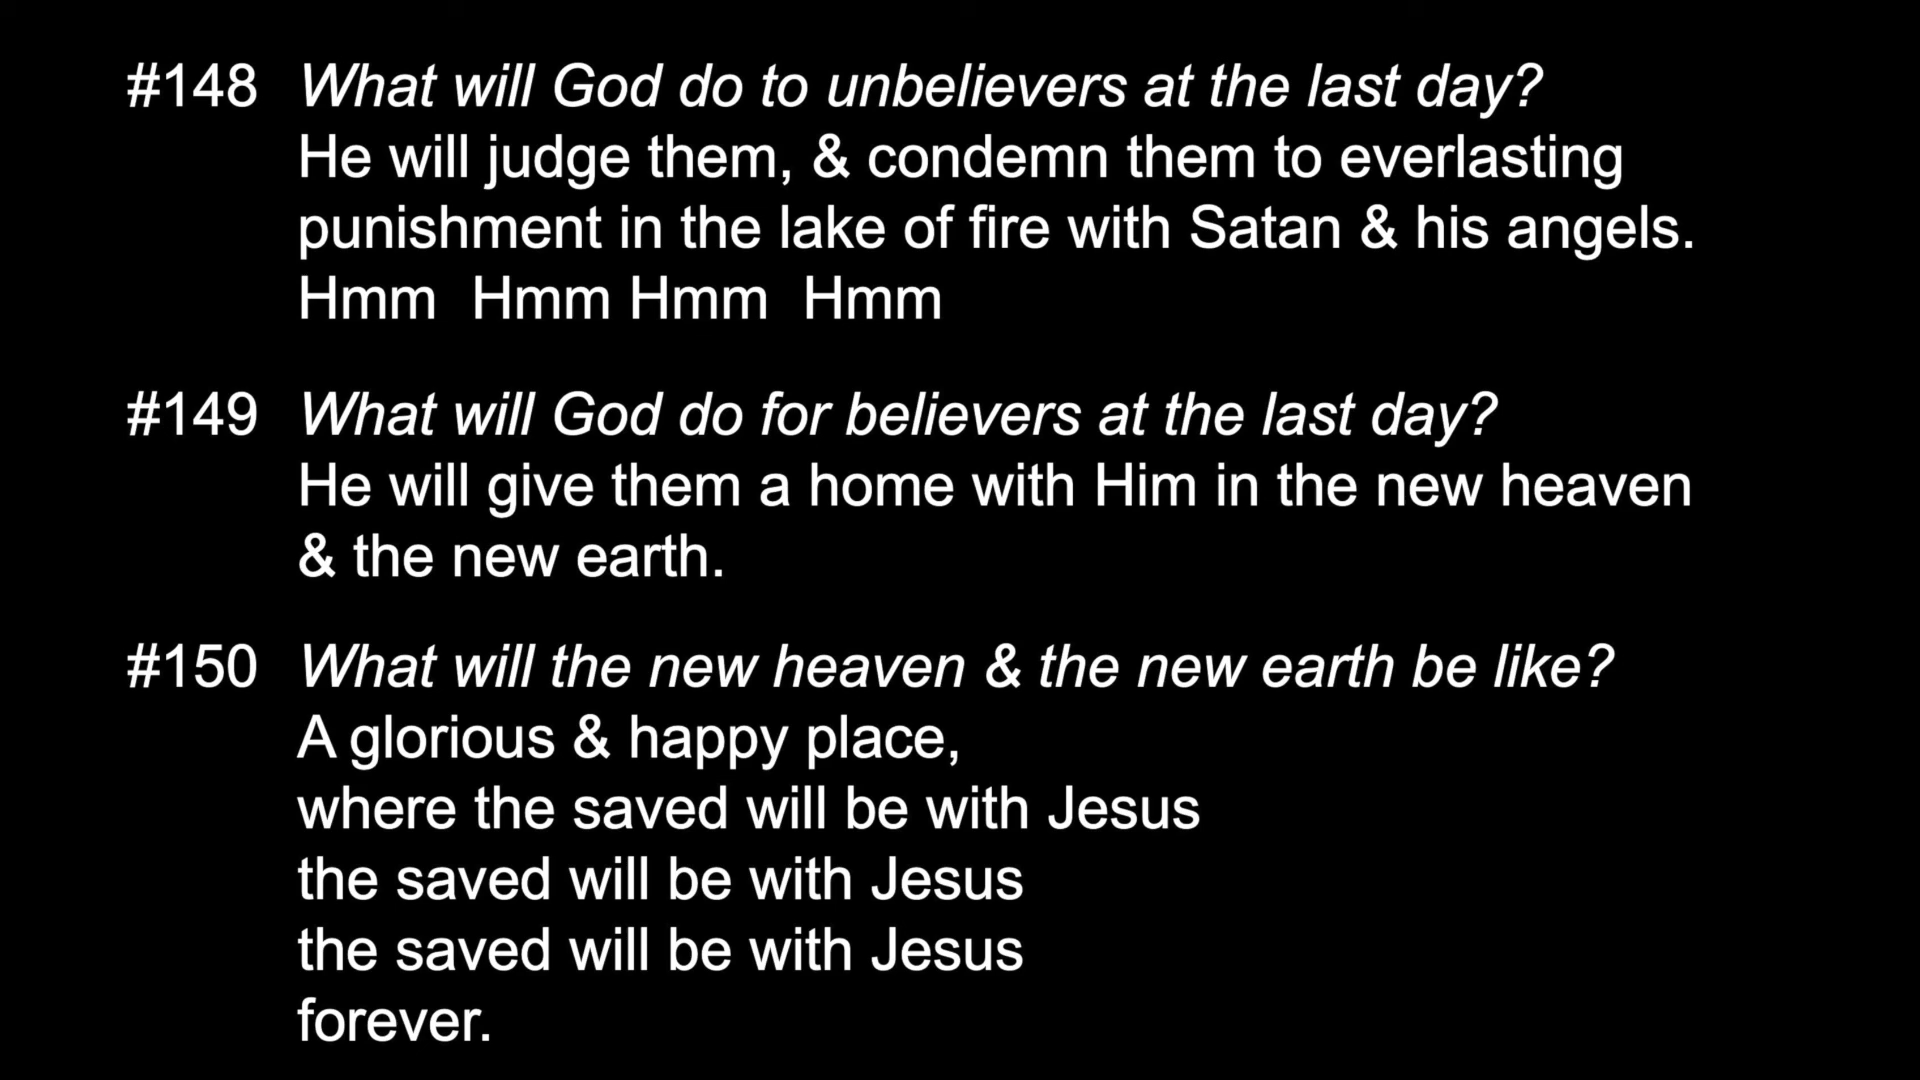 #148 What will God do to unbelievers at the last day?
He will judge them, & condemn them to everlasting
punishment in the lake of fire with Satan & his angels.
Hmm  Hmm Hmm  Hmm
#149 What will God do for believers at the last day?
He will give them a home with Him in the new heaven
& the new earth.
#150 What will the new heaven & the new earth be like?
A glorious & happy place,
where the saved will be with Jesus
the saved will be with Jesus
the saved will be with Jesus
forever.